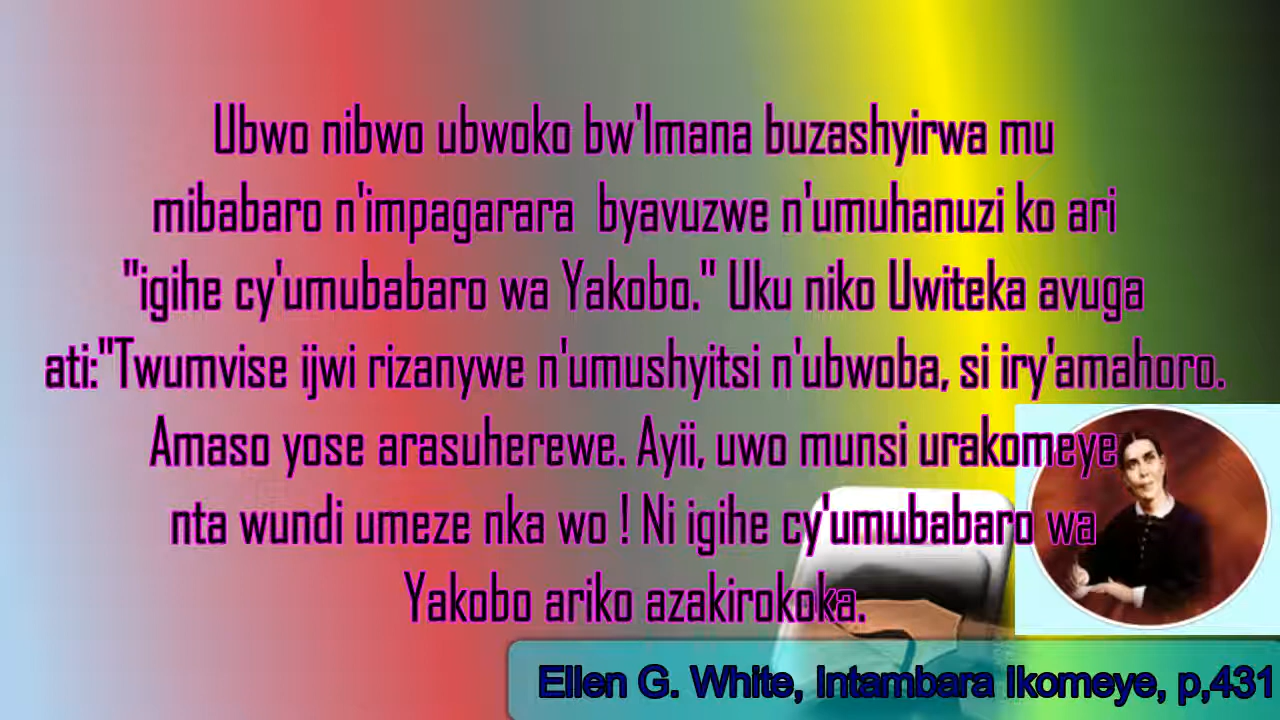 Ubwo nibwo ubwoko bw'Imana buzashyirwa mu
mibabaro n'impagarara byavuzwe n'umuhanuzi ko ari
"igihe cy'umubabaro wa Yakobo." Uku niko Uwiteka avuga
ati:"Twumvise ijwi rizanywe n'umushyitsi n'ubwoba, si iry'amahoro.
Amaso yose arasuherewe. Ayii, uwo munsi urakomeye
nta wundi umeze nka wo ! Ni igihe cy'umubabaro wa
Yakobo ariko azakirokoka.
Ellen G. White, Intambara Ikomeye, p,431